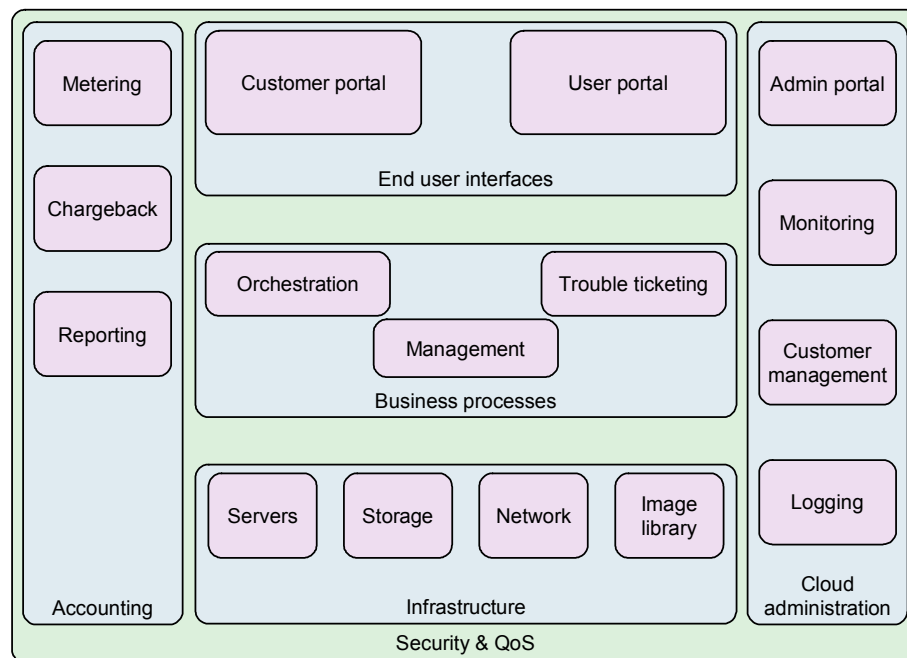 Metering
Chargeback
Reporting
Accounting
Customer portal
User portal
End user interfaces
Orchestration
Trouble ticketing
Management
Business processes
Servers
Storage
Network
Image
library
Infrastructure
Admin portal
Monitoring
Customer
management
Logging
Cloud
administration
Security & QoS